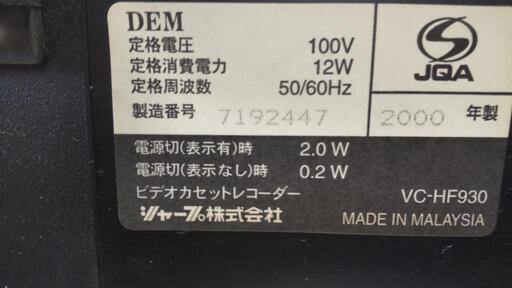 DEM
定格電圧 100V
定格消費電力 12W
定格周波数 50/60Hz
製造番号 7192447
JQA
2000 年製
電源切(表示有)時 2.0 W
電源切(表示なし)時 0.2 W
ビデオカセットレコーダー VC-HF930
シャープ株式会社 MADE IN MALAYSIA